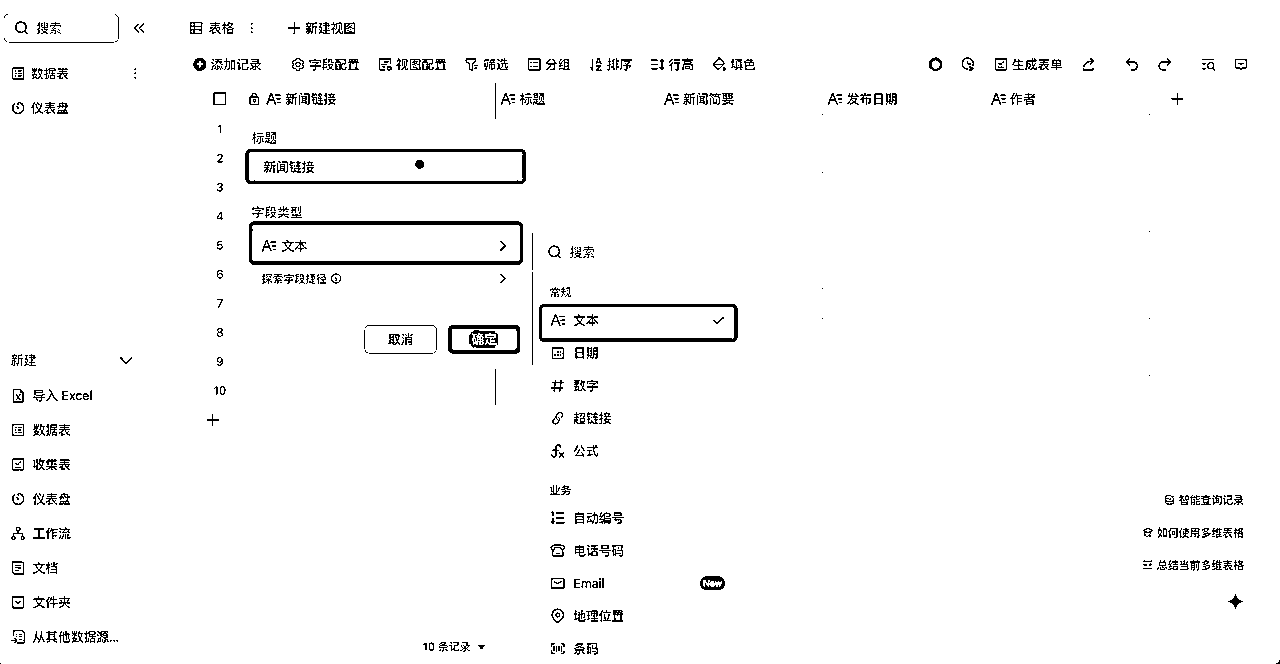 搜索
表格
新建视图
数据表
添加记录 字段配置 视图配置 筛选 分组 排序 行高 填色 生成表单
仪表盘
新闻链接 标题 新闻简要 发布日期 作者
1
标题
2
新闻链接
3
4
字段类型
5
文本
搜索
6
探索字段捷径
常规
7
文本
8
取消 确定
日期
9
新建
10
数字
导入 Excel
超链接
数据表
公式
收集表
业务
仪表盘
智能查询记录
自动编号
工作流
如何使用多维表格
电话号码
文档
总结当前多维表格
Email New
文件夹
地理位置
从其他数据源...
10 条记录
条码